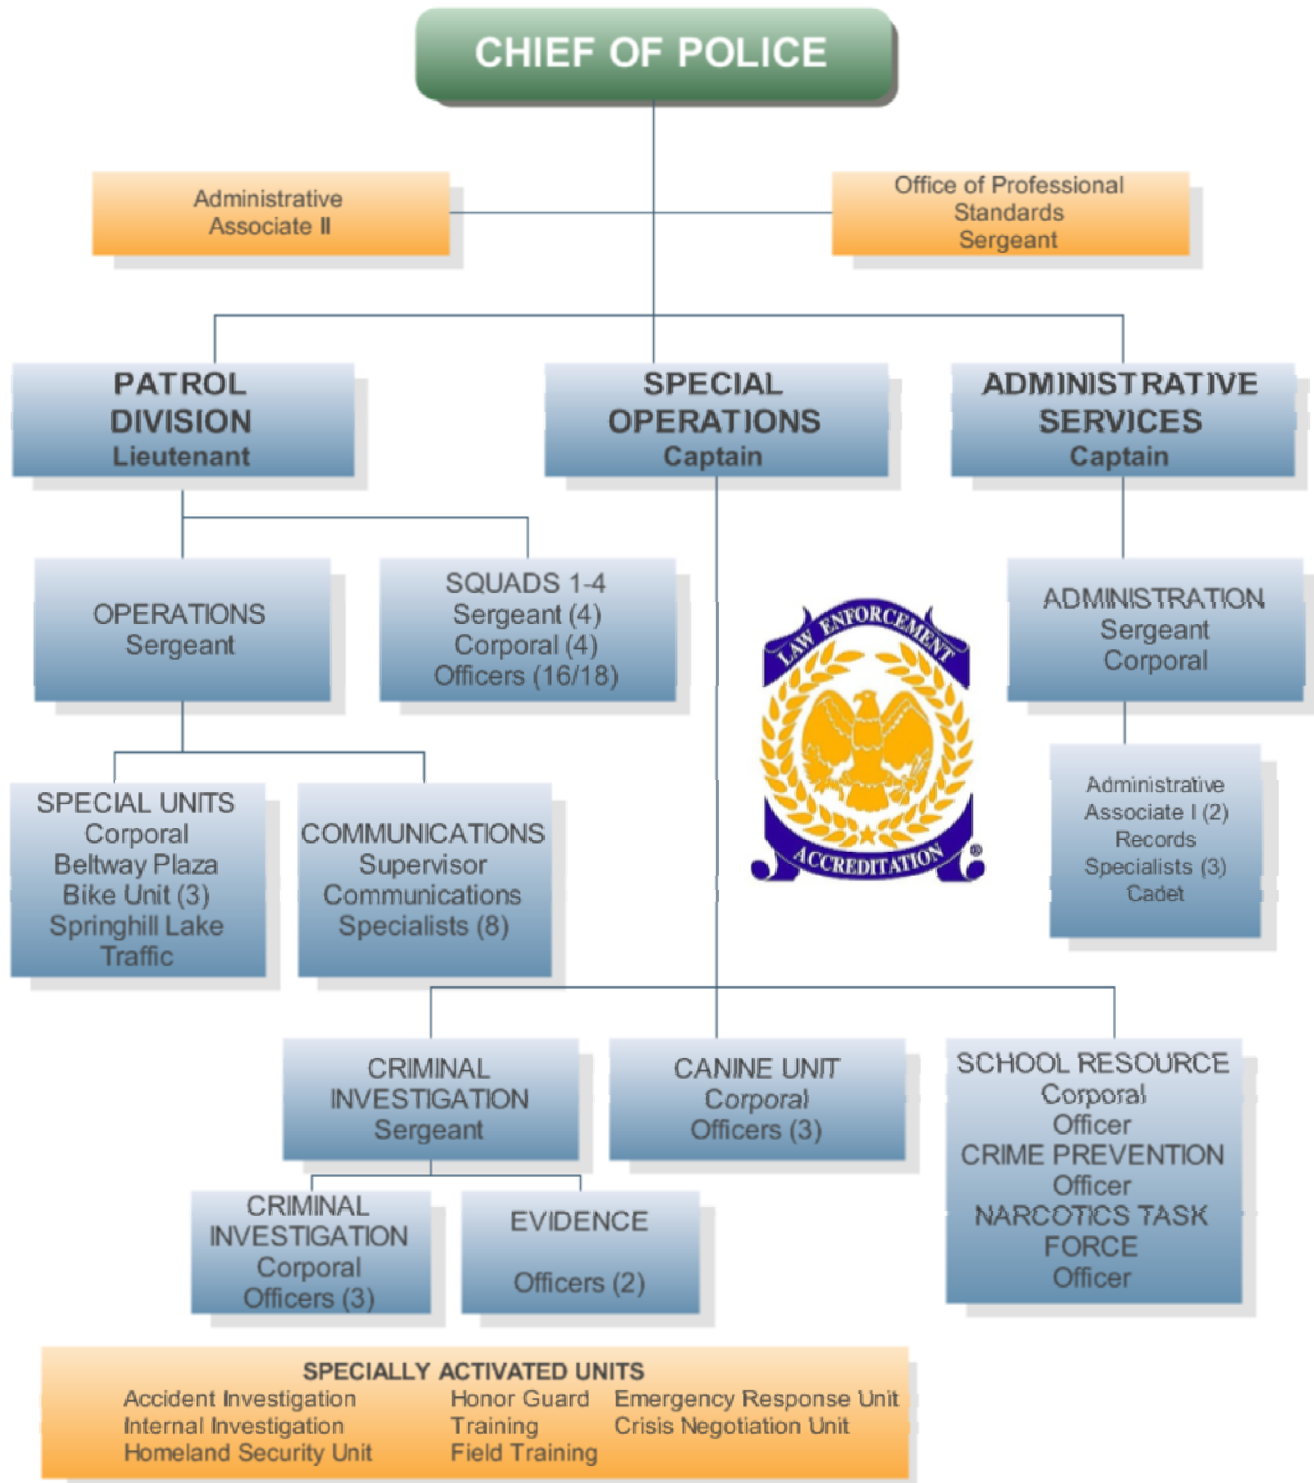 CHIEF OF POLICE
Administrative
Associate II
Office of Professional
Standards
Sergeant
PATROL
DIVISION
Lieutenant
SPECIAL
OPERATIONS
Captain
ADMINISTRATIVE
SERVICES
Captain
OPERATIONS
Sergeant
SQUADS 1-4
Sergeant (4)
Corporal (4)
Officers (16/18)
ADMINISTRATION
Sergeant
Corporal
LAW ENFORCEMENT
ACCREDITATION
®
SPECIAL UNITS
Corporal
Beltway Plaza
Bike Unit (3)
Springhill Lake
Traffic
COMMUNICATIONS
Supervisor
Communications
Specialists (8)
Administrative
Associate I (2)
Records
Specialists (3)
Cadet
CRIMINAL
INVESTIGATION
Sergeant
CANINE UNIT
Corporal
Officers (3)
SCHOOL RESOURCE
Corporal
Officer
CRIME PREVENTION
Officer
NARCOTICS TASK
FORCE
Officer
CRIMINAL
INVESTIGATION
Corporal
Officers (3)
EVIDENCE
Officers (2)
SPECIALLY ACTIVATED UNITS
Accident Investigation Honor Guard Emergency Response Unit
Internal Investigation Training Crisis Negotiation Unit
Homeland Security Unit Field Training